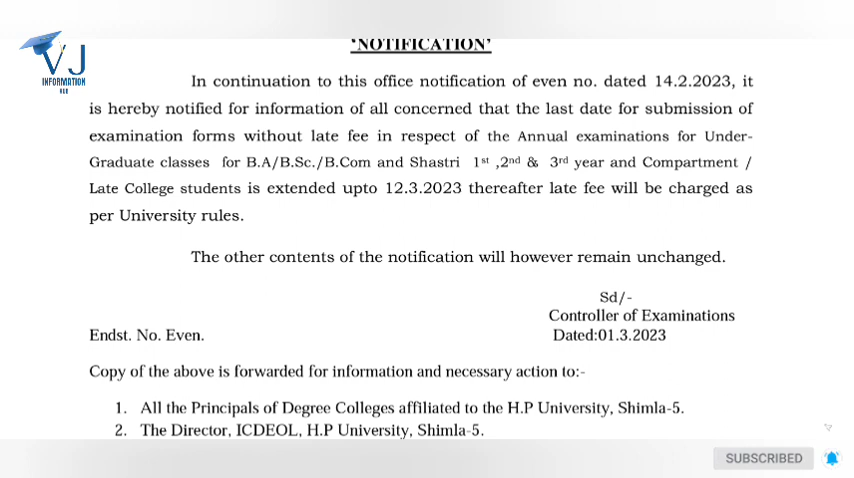 'NOTIFICATION'
VJ
INFORMATION
In continuation to this office notification of even no. dated 14.2.2023, it
is hereby notified for information of all concerned that the last date for submission of
examination forms without late fee in respect of the Annual examinations for Under-
Graduate classes for B.A/B.Sc./B.Com and Shastri 1st ,2nd & 3rd year and Compartment /
Late College students is extended upto 12.3.2023 thereafter late fee will be charged as
per University rules.
The other contents of the notification will however remain unchanged.
Sd/-
Controller of Examinations
Endst. No. Even. Dated:01.3.2023
Copy of the above is forwarded for information and necessary action to:-
1. All the Principals of Degree Colleges affiliated to the H.P University, Shimla-5.
2. The Director, ICDEOL, H.P University, Shimla-5.
SUBSCRIBED